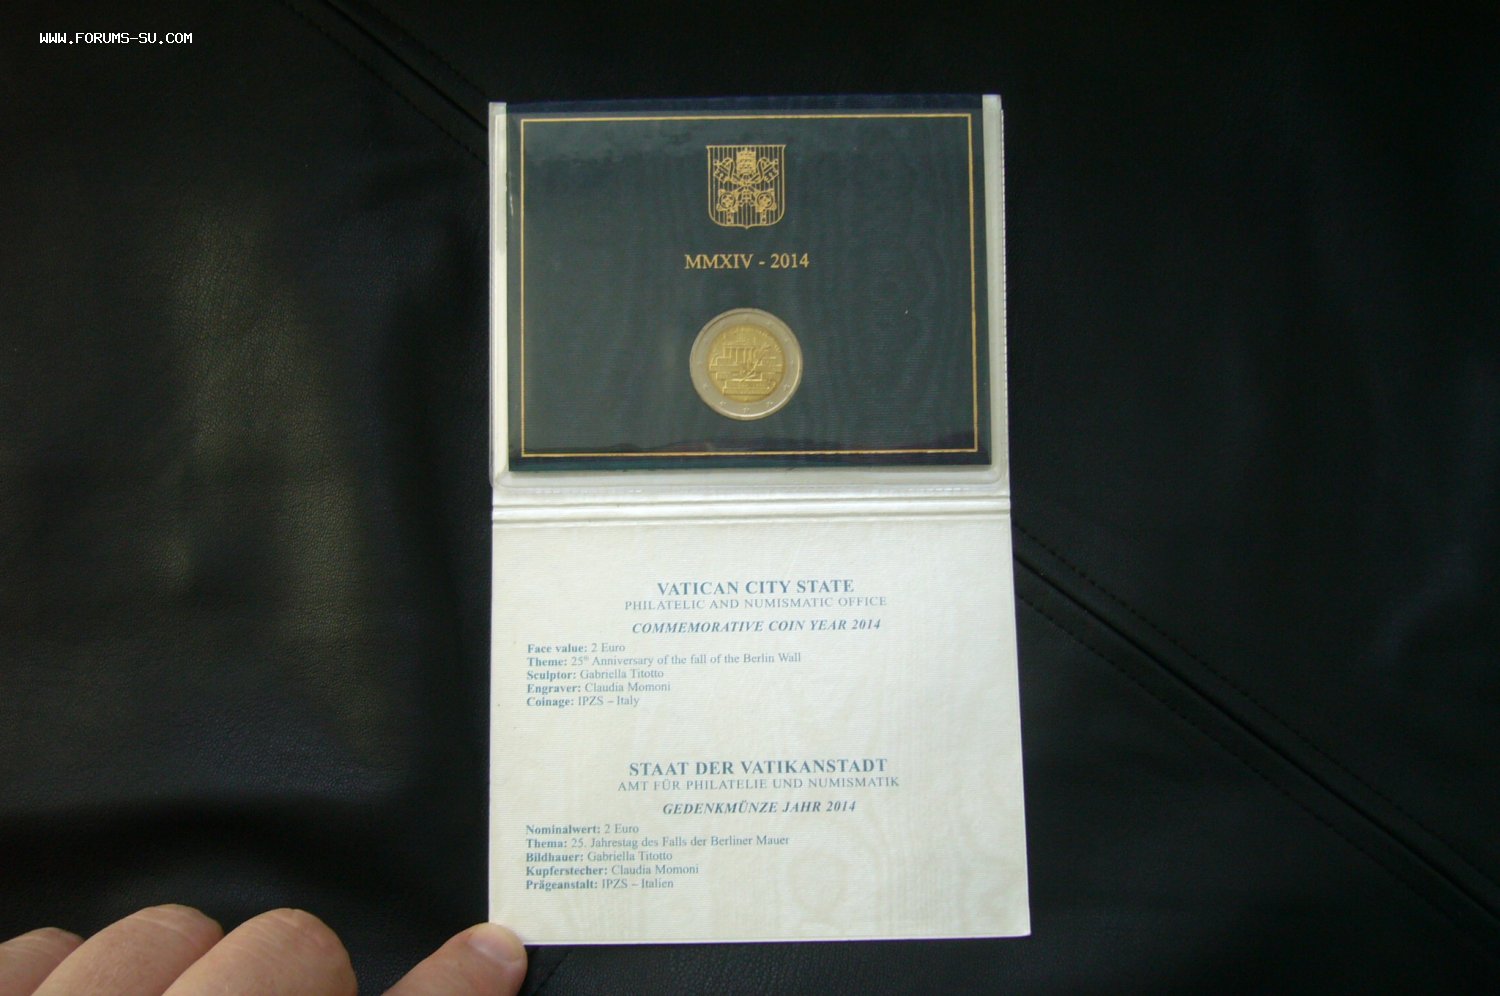 WWW.FORUMS-SU.COM
MMXIV - 2014
VATICAN CITY STATE
PHILATELIC AND NUMISMATIC OFFICE
COMMEMORATIVE COIN YEAR 2014
Face value: 2 Euro
Theme: 25th Anniversary of the fall of the Berlin Wall
Sculptor: Gabriella Titotto
Engraver: Claudia Momoni
Coinage: IPZS – Italy
STAAT DER VATIKANSTADT
AMT FÜR PHILATELIE UND NUMISMATIK
GEDENKMÜNZE JAHR 2014
Nominalwert: 2 Euro
Thema: 25. Jahrestag des Falls der Berliner Mauer
Bildhauer: Gabriella Titotto
Kupferstecher: Claudia Momoni
Prägeanstalt: IPZS – Italien